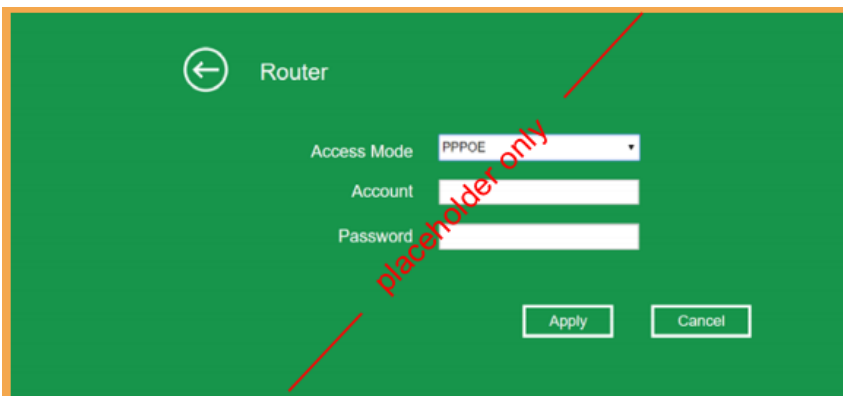 Router
Access Mode
PPPOE
Account
Password
placeholder only
Apply
Cancel